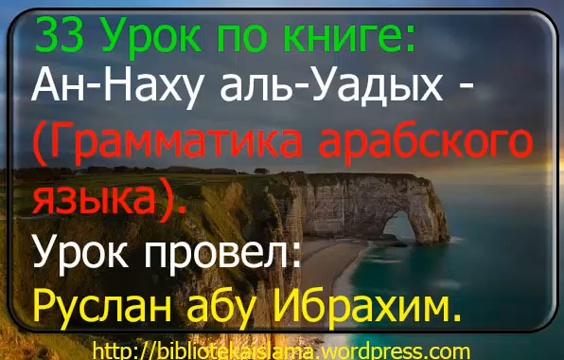 33 Урок по книге:
Ан-Наху аль-Уадых -
(Грамматика арабского
языка).
Урок провел:
Руслан абу Ибрахим.
http://bibliotekaislama.wordpress.com